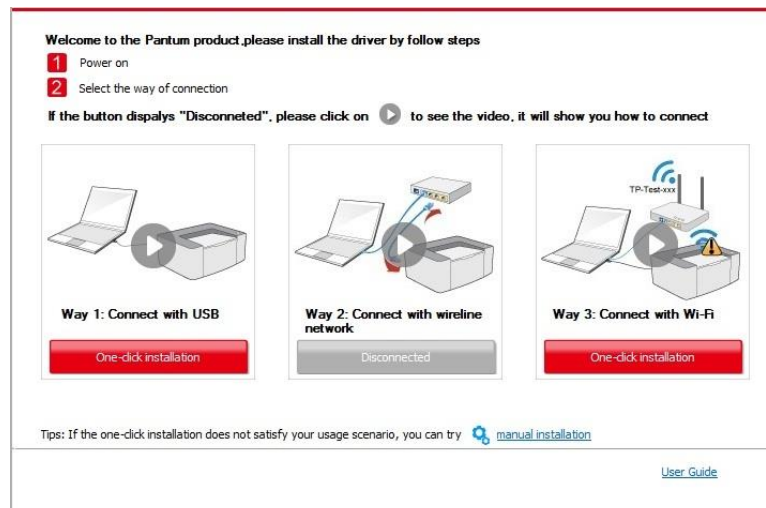 Welcome to the Pantum product,please install the driver by follow steps
1 Power on
2 Select the way of connection
If the button dispalys "Disconneted", please click on to see the video, it will show you how to connect
TP-Test-xxx
Way 1: Connect with USB
Way 2: Connect with wireline
network
Way 3: Connect with Wi-Fi
One-click installation
Disconnected
One-click installation
Tips: If the one-click installation does not satisfy your usage scenario, you can try manual installation
User Guide